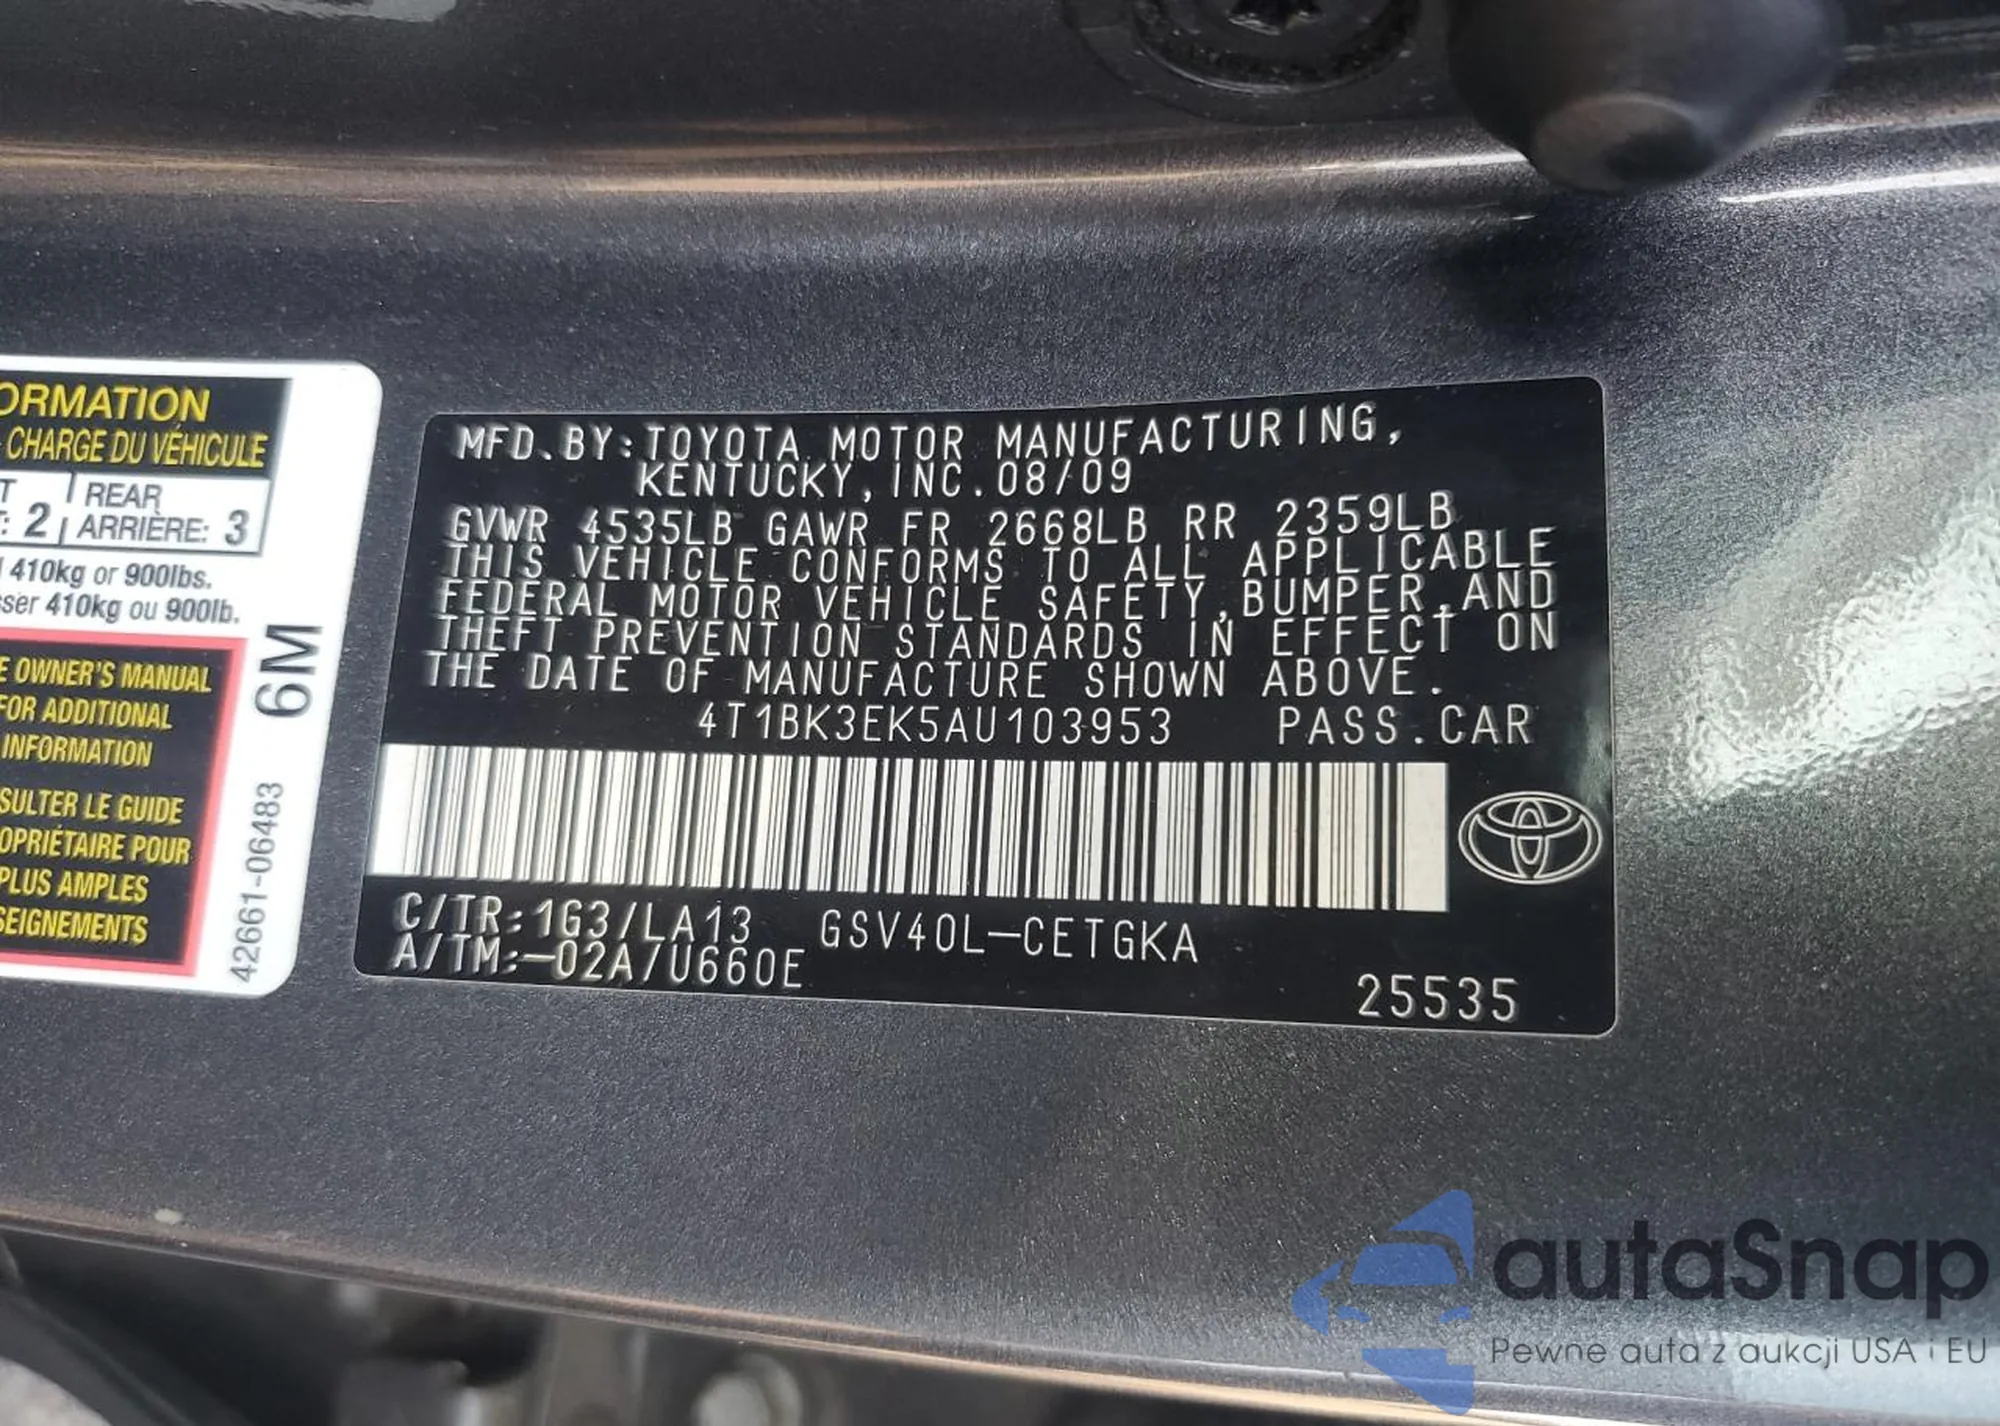 ORMATION
CHARGE DU VÉHICULE
REAR
2 ARRIÈRE: 3
410kg or 900lbs.
sser 410kg ou 900lb.
E OWNER'S MANUAL
FOR ADDITIONAL
INFORMATION
SULTER LE GUIDE
OPRIÉTAIRE POUR
PLUS AMPLES
SEIGNEMENTS
6M
42661-06483
MFD.BY:TOYOTA MOTOR MANUFACTURING,
KENTUCKY,INC.08/09
GVWR 4535LB GAWR FR 2668LB RR 2359LB
THIS VEHICLE CONFORMS TO ALL APPLICABLE
FEDERAL MOTOR VEHICLE SAFETY,BUMPER,AND
THEFT PREVENTION STANDARDS IN EFFECT ON
THE DATE OF MANUFACTURE SHOWN ABOVE.
4T1BK3EK5AU103953 PASS.CAR
C/TR:1G3/LA13 GSV40L-CETGKA
A/TM:-02A/U660E
25535
autaSnap
Pewne auta z aukcji USA i EU